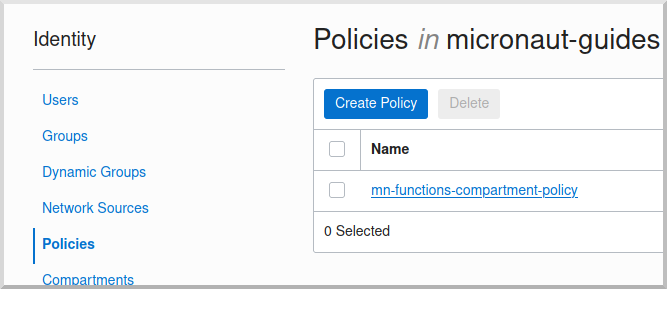 Identity
Users
Groups
Dynamic Groups
Network Sources
Policies
Compartments
Policies in micronaut-guides
Create Policy Delete
Name
mn-functions-compartment-policy
0 Selected